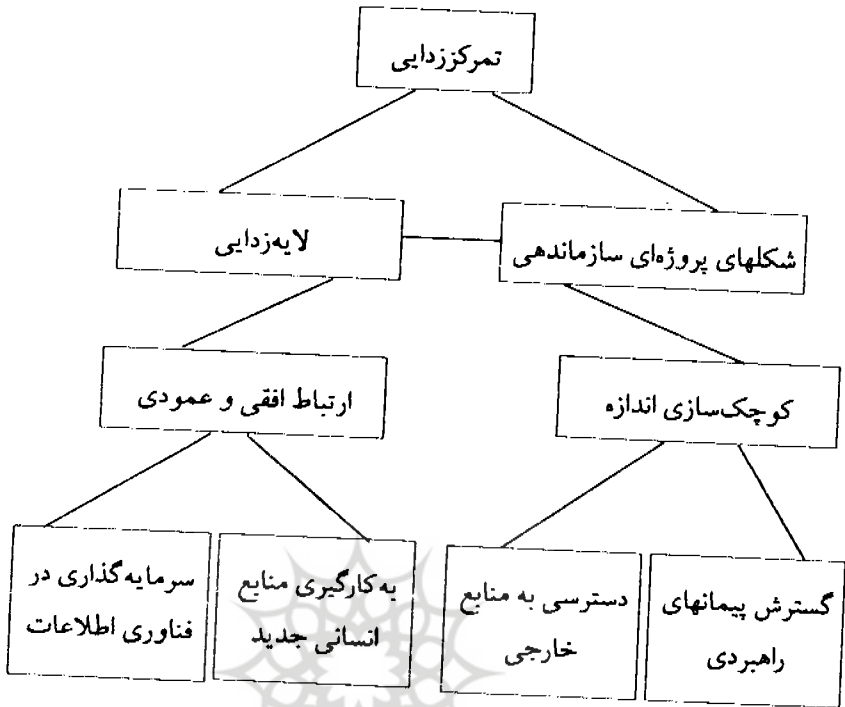 تمرکززدایی
شکلهای پروژه‌ای سازماندهی
لایه‌زدایی
کوچک‌سازی اندازه
ارتباط افقی و عمودی
گسترش پیمانهای
راهبردی
دسترسی به منابع
خارجی
به‌کارگیری منابع
انسانی جدید
سرمایه‌گذاری در
فناوری اطلاعات